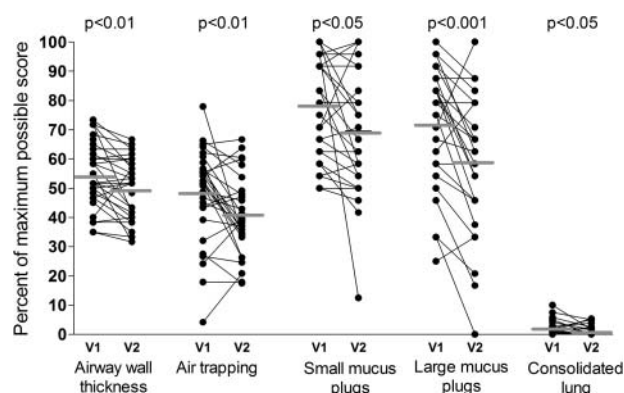 p<0.01 p<0.01 p<0.05 p<0.001 p<0.05
Percent of maximum possible score
100
90
80
70
60
50
40
30
20
10
0
V1 V2 V1 V2 V1 V2 V1 V2 V1 V2
Airway wall thickness
Air trapping
Small mucus plugs
Large mucus plugs
Consolidated lung